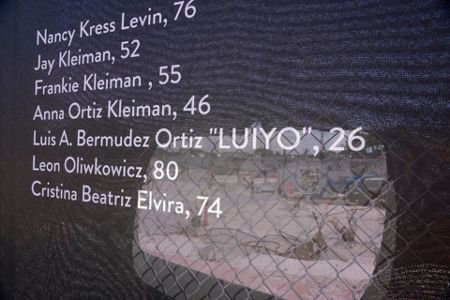 Nancy Kress Levin, 76
Jay Kleiman, 52
Frankie Kleiman , 55
Anna Ortiz Kleiman, 46
Luis A. Bermudez Ortiz "LUIYO", 26
Leon Oliwkowicz, 80
Cristina Beatriz Elvira, 74